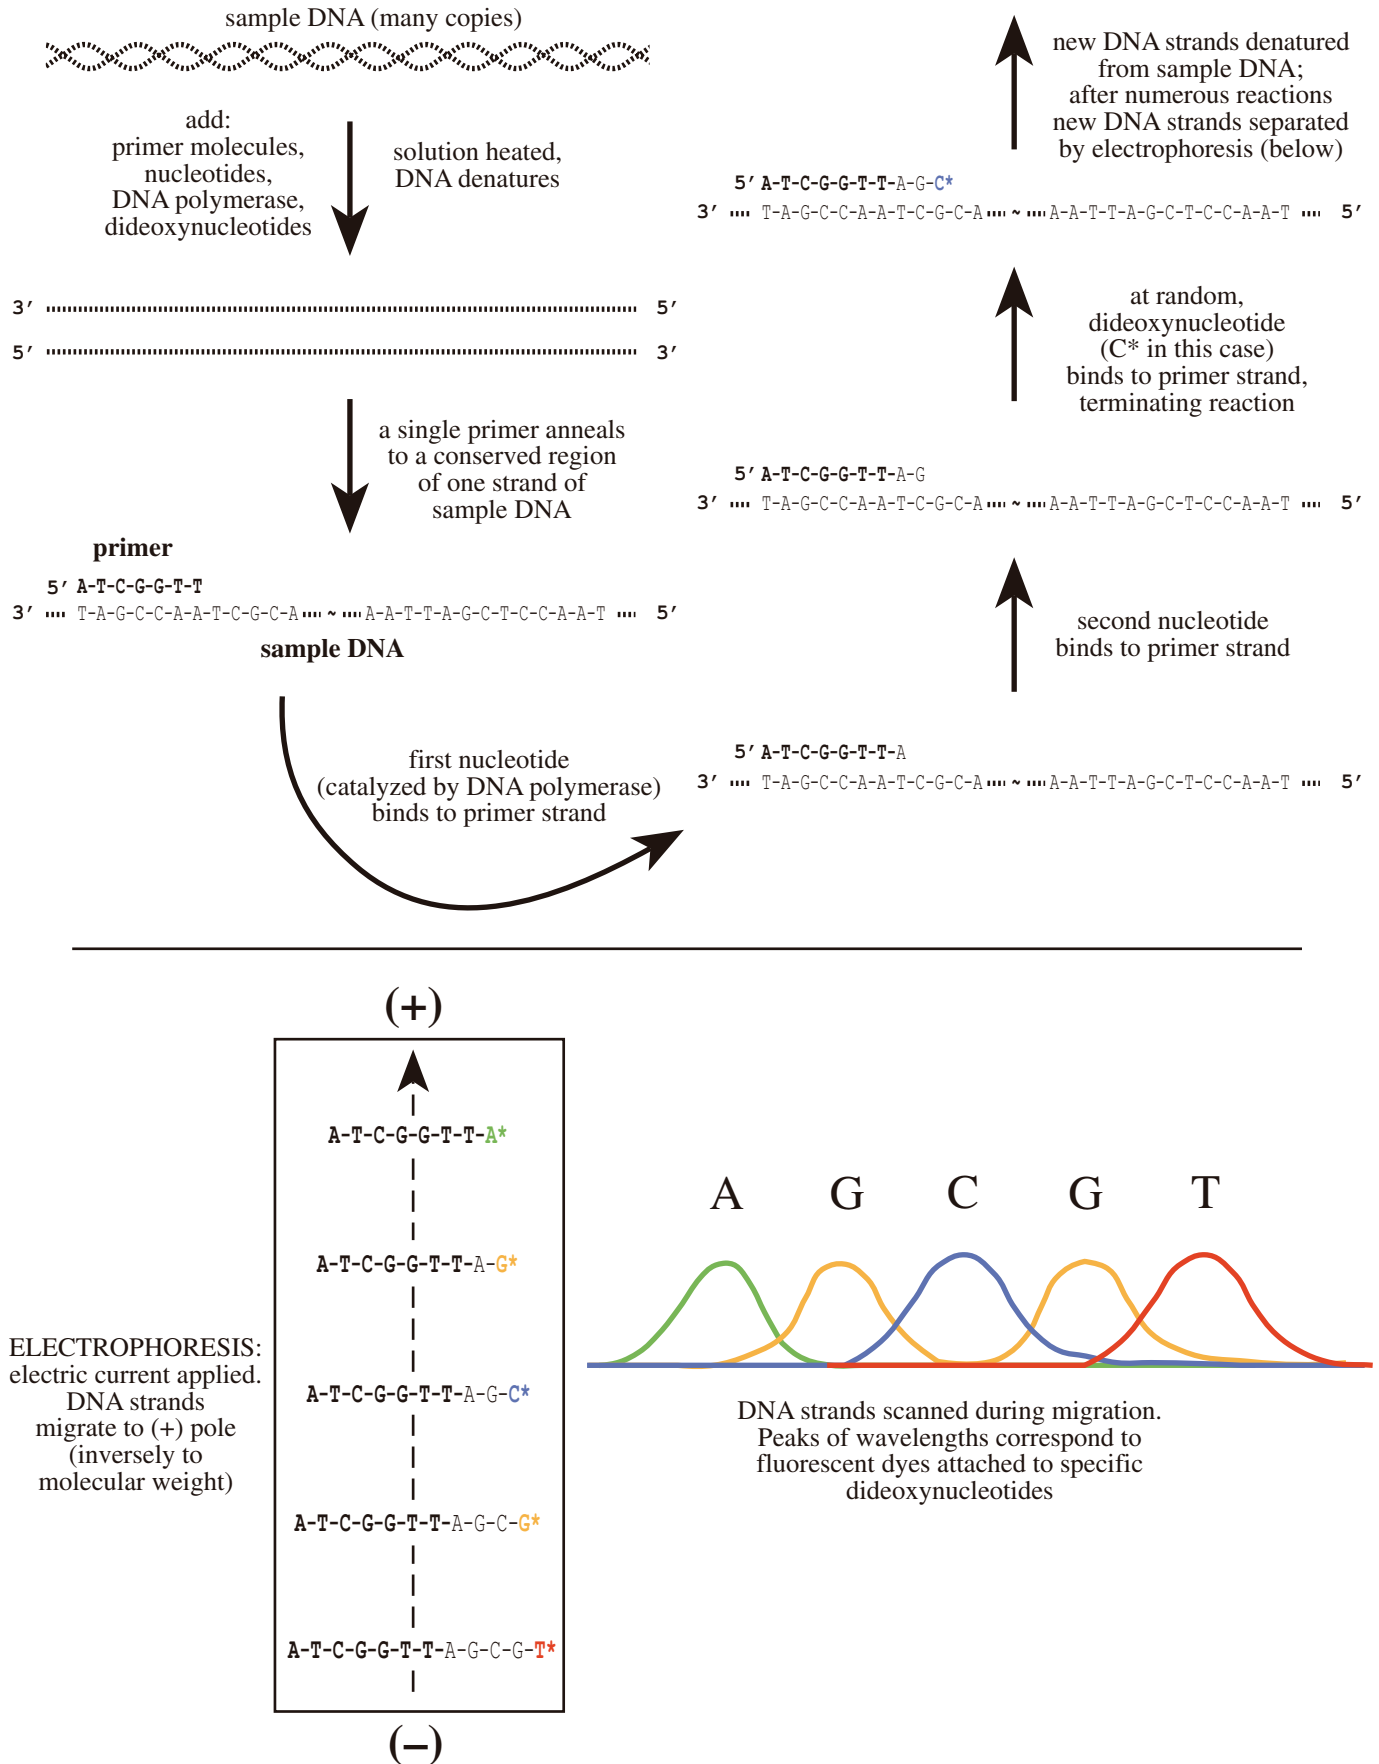 sample DNA (many copies)
add:
primer molecules,
nucleotides,
DNA polymerase,
dideoxynucleotides
solution heated,
DNA denatures
3′ 5′
5′ 3′
a single primer anneals
to a conserved region
of one strand of
sample DNA
primer
5′ A-T-C-G-G-T-T
3′ T-A-G-C-C-A-A-T-C-G-C-A ~ A-A-T-T-A-G-C-T-C-C-A-A-T 5′
sample DNA
first nucleotide
(catalyzed by DNA polymerase)
binds to primer strand
5′ A-T-C-G-G-T-T-A
3′ T-A-G-C-C-A-A-T-C-G-C-A ~ A-A-T-T-A-G-C-T-C-C-A-A-T 5′
second nucleotide
binds to primer strand
5′ A-T-C-G-G-T-T-A-G
3′ T-A-G-C-C-A-A-T-C-G-C-A ~ A-A-T-T-A-G-C-T-C-C-A-A-T 5′
at random,
dideoxynucleotide
(C* in this case)
binds to primer strand,
terminating reaction
5′ A-T-C-G-G-T-T-A-G-C*
3′ T-A-G-C-C-A-A-T-C-G-C-A ~ A-A-T-T-A-G-C-T-C-C-A-A-T 5′
new DNA strands denatured
from sample DNA;
after numerous reactions
new DNA strands separated
by electrophoresis (below)
(+)
A-T-C-G-G-T-T-A*
A-T-C-G-G-T-T-A-G*
A-T-C-G-G-T-T-A-G-C*
A-T-C-G-G-T-T-A-G-C-G*
A-T-C-G-G-T-T-A-G-C-G-T*
(−)
ELECTROPHORESIS:
electric current applied.
DNA strands
migrate to (+) pole
(inversely to
molecular weight)
A G C G T
DNA strands scanned during migration.
Peaks of wavelengths correspond to
fluorescent dyes attached to specific
dideoxynucleotides